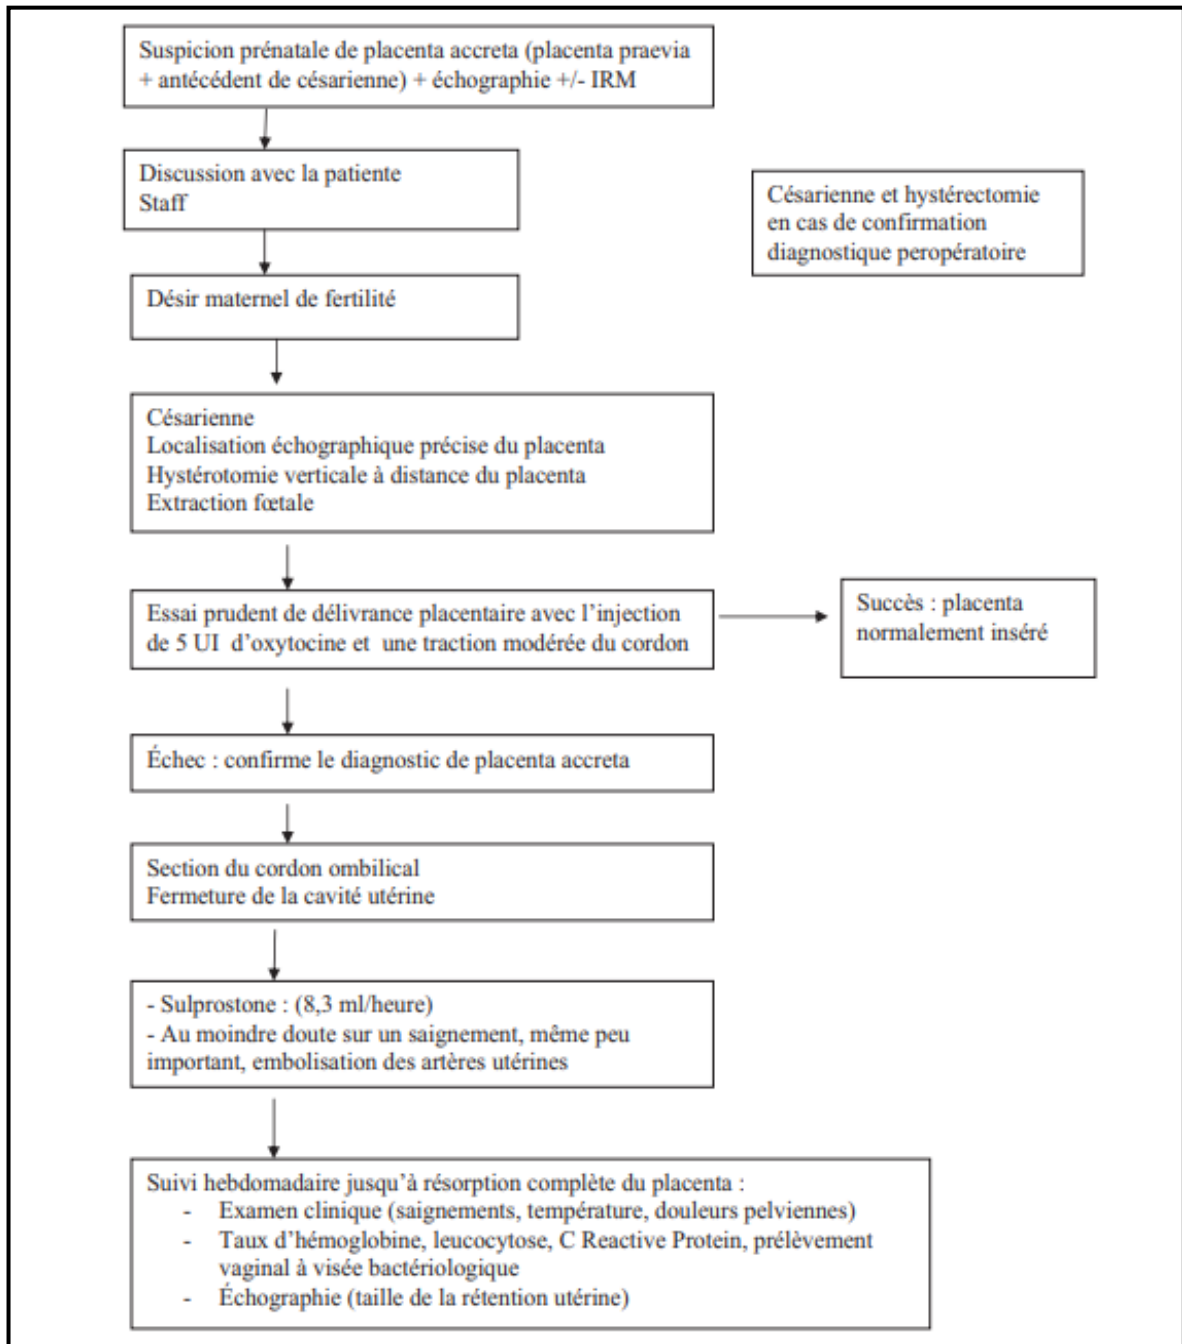 Suspicion prénatale de placenta accreta (placenta praevia
+ antécédent de césarienne) + échographie +/- IRM
Discussion avec la patiente
Staff
Césarienne et hystérectomie
en cas de confirmation
diagnostique peropératoire
Désir maternel de fertilité
Césarienne
Localisation échographique précise du placenta
Hystérotomie verticale à distance du placenta
Extraction fœtale
Essai prudent de délivrance placentaire avec l'injection
de 5 UI d'oxytocine et une traction modérée du cordon
Succès : placenta
normalement inséré
Échec : confirme le diagnostic de placenta accreta
Section du cordon ombilical
Fermeture de la cavité utérine
- Sulprostone : (8,3 ml/heure)
- Au moindre doute sur un saignement, même peu
important, embolisation des artères utérines
Suivi hebdomadaire jusqu'à résorption complète du placenta :
- Examen clinique (saignements, température, douleurs pelviennes)
- Taux d'hémoglobine, leucocytose, C Reactive Protein, prélèvement
vaginal à visée bactériologique
- Échographie (taille de la rétention utérine)